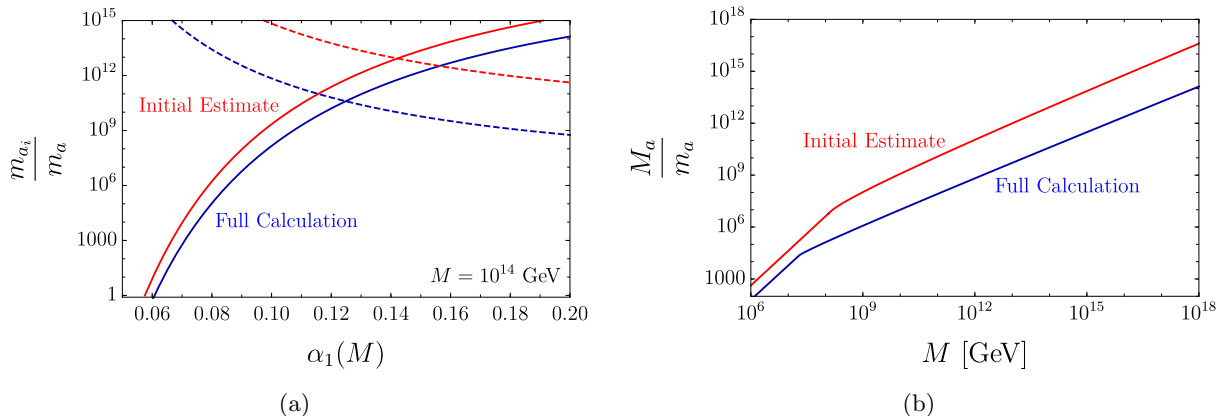 10^15
10^12
10^9
10^6
1000
1
m_{a_i}
m_a
Initial Estimate
Full Calculation
M = 10^14 GeV
0.06 0.08 0.10 0.12 0.14 0.16 0.18 0.20
α_1(M)
(a)
10^18
10^15
10^12
10^9
10^6
1000
M_a
m_a
Initial Estimate
Full Calculation
10^6 10^9 10^12 10^15 10^18
M [GeV]
(b)